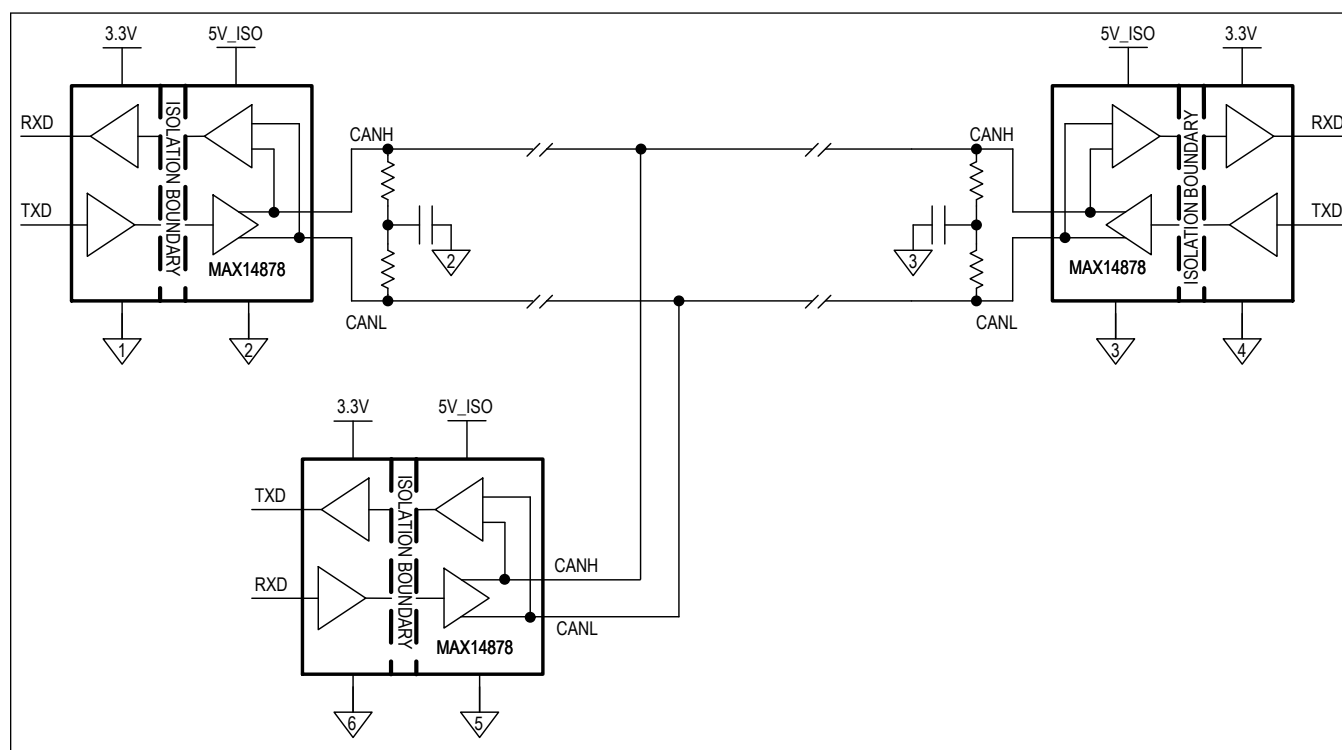 3.3V
5V_ISO
RXD
TXD
ISOLATION BOUNDARY
MAX14878
1
2
CANH
2
CANL
5V_ISO
3.3V
CANH
3
CANL
RXD
TXD
ISOLATION BOUNDARY
MAX14878
3
4
3.3V
5V_ISO
TXD
RXD
ISOLATION BOUNDARY
MAX14878
CANH
CANL
6
5